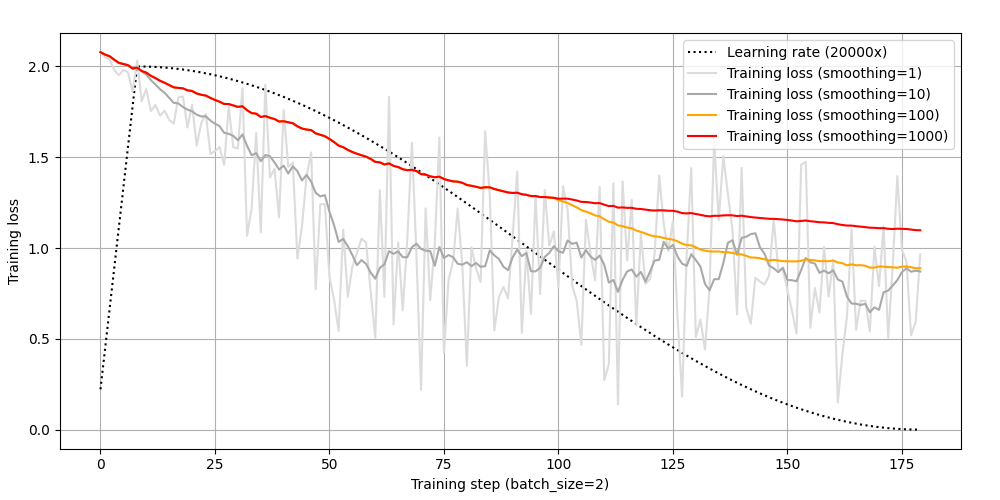 Learning rate (20000x)
Training loss (smoothing=1)
Training loss (smoothing=10)
Training loss (smoothing=100)
Training loss (smoothing=1000)
Training loss
2.0
1.5
1.0
0.5
0.0
0 25 50 75 100 125 150 175
Training step (batch_size=2)